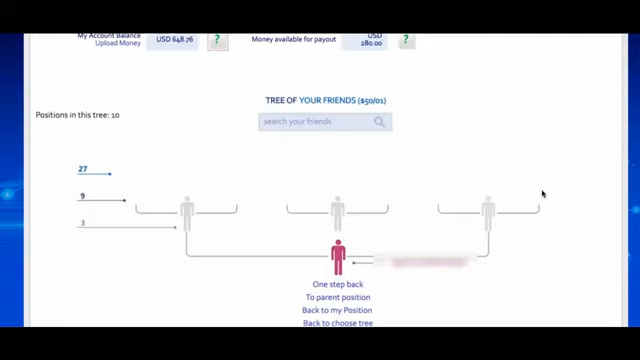 My Account Balance
Upload Money
USD 648.76
?
Money available for payout
USD
280.00
?
TREE OF YOUR FRIENDS ($50/01)
Positions in this tree: 10
search your friends
27
9
3
One step back
To parent position
Back to my Position
Back to choose tree